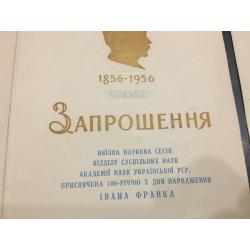 1856-1956
ЗАПРОШЕННЯ
ВИЇЗНА НАУКОВА СЕСІЯ
ВІДДІЛУ СУСПІЛЬНИХ НАУК
АКАДЕМІЇ НАУК УКРАЇНСЬКОЇ РСР,
ПРИСВЯЧЕНА 100-РІЧЧЮ З ДНЯ НАРОДЖЕННЯ
ІВАНА ФРАНКА